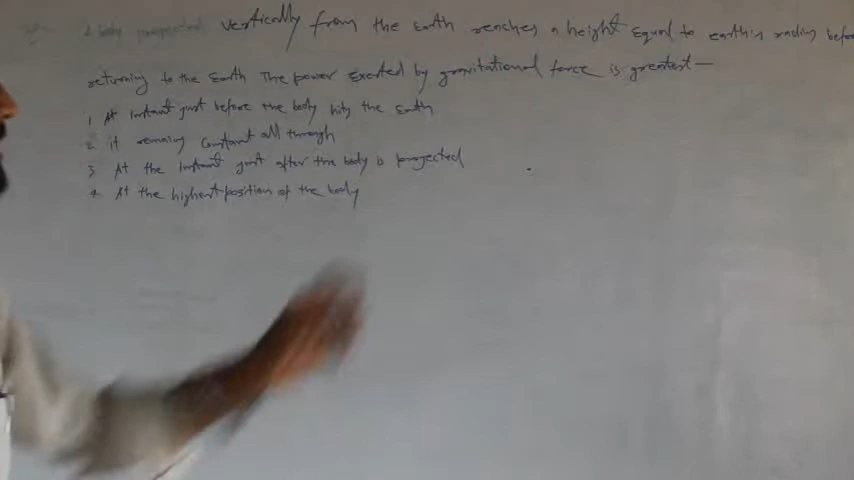 A body projected vertically from the Earth reaches a height equal to earth's radius before
returning to the Earth The power exerted by gravitational force is greatest —
1 At Instant just before the body hits the Earth
2 it remains constant all through
3 At the Instant just after the body is projected
4 At the highest position of the body